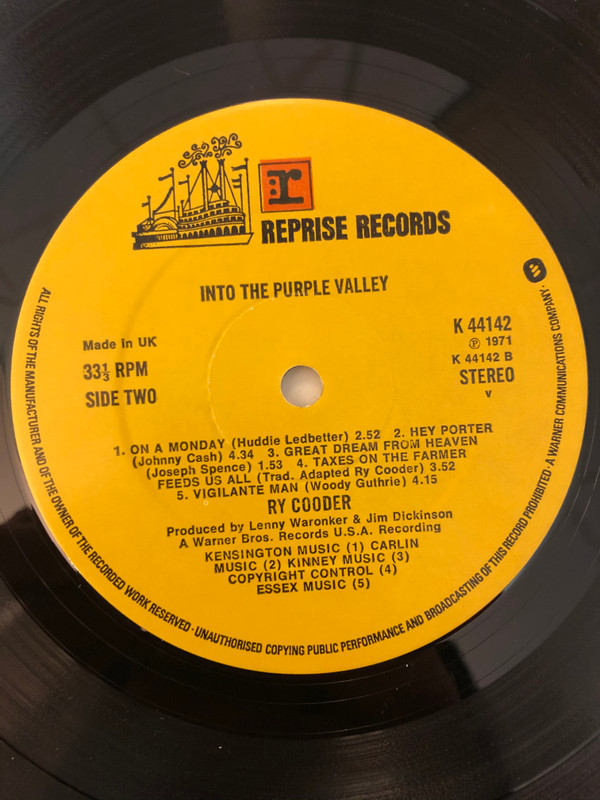 r
REPRISE RECORDS
INTO THE PURPLE VALLEY
Made in UK
33⅓ RPM
SIDE TWO
K 44142
Ⓟ 1971
K 44142 B
STEREO
V
1. ON A MONDAY (Huddie Ledbetter) 2.52 2. HEY PORTER
(Johnny Cash) 4.34 3. GREAT DREAM FROM HEAVEN
(Joseph Spence) 1.53 4. TAXES ON THE FARMER
FEEDS US ALL (Trad. Adapted Ry Cooder) 3.52
5. VIGILANTE MAN (Woody Guthrie) 4.15
RY COODER
Produced by Lenny Waronker & Jim Dickinson
A Warner Bros. Records U.S.A. Recording
KENSINGTON MUSIC (1) CARLIN
MUSIC (2) KINNEY MUSIC (3)
COPYRIGHT CONTROL (4)
ESSEX MUSIC (5)
ALL RIGHTS OF THE MANUFACTURER AND OF THE OWNER OF THE RECORDED WORK RESERVED · UNAUTHORISED COPYING PUBLIC PERFORMANCE AND BROADCASTING OF THIS RECORD PROHIBITED · A WARNER COMMUNICATIONS COMPANY ·